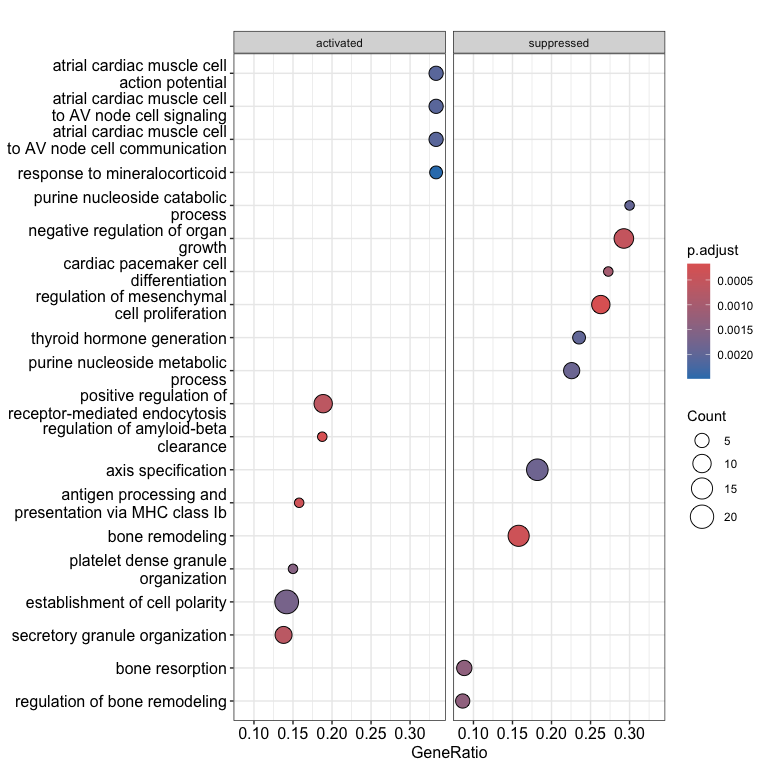 activated
suppressed
atrial cardiac muscle cell
action potential
atrial cardiac muscle cell
to AV node cell signaling
atrial cardiac muscle cell
to AV node cell communication
response to mineralocorticoid
purine nucleoside catabolic
process
negative regulation of organ
growth
cardiac pacemaker cell
differentiation
regulation of mesenchymal
cell proliferation
thyroid hormone generation
purine nucleoside metabolic
process
positive regulation of
receptor-mediated endocytosis
regulation of amyloid-beta
clearance
axis specification
antigen processing and
presentation via MHC class Ib
bone remodeling
platelet dense granule
organization
establishment of cell polarity
secretory granule organization
bone resorption
regulation of bone remodeling
0.10 0.15 0.20 0.25 0.30
0.10 0.15 0.20 0.25 0.30
GeneRatio
p.adjust
0.0005
0.0010
0.0015
0.0020
Count
5
10
15
20